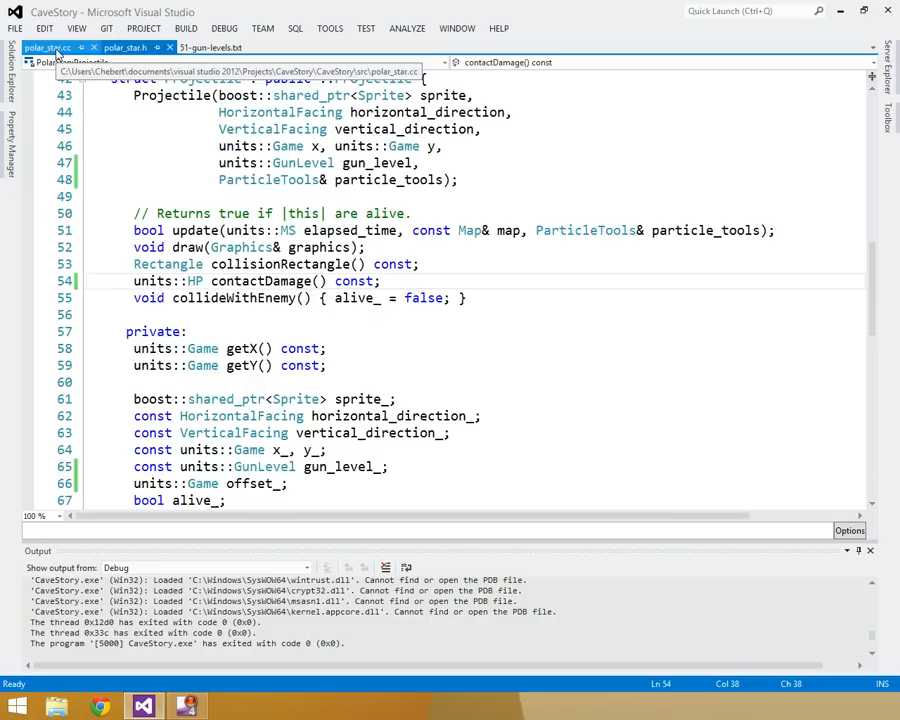 CaveStory - Microsoft Visual Studio
Quick Launch (Ctrl+Q)
FILE EDIT VIEW GIT PROJECT BUILD DEBUG TEAM SQL TOOLS TEST ANALYZE WINDOW HELP
polar_star.cc polar_star.h 51-gun-levels.txt
contactDamage() const
C:\Users\Chebert\documents\visual studio 2012\Projects\CaveStory\CaveStory\src\polar_star.cc
Solution Explorer
Property Manager
Server Explorer
Toolbox
43 Projectile(boost::shared_ptr<Sprite> sprite,
44 HorizontalFacing horizontal_direction,
45 VerticalFacing vertical_direction,
46 units::Game x, units::Game y,
47 units::GunLevel gun_level,
48 ParticleTools& particle_tools);
49
50 // Returns true if |this| are alive.
51 bool update(units::MS elapsed_time, const Map& map, ParticleTools& particle_tools);
52 void draw(Graphics& graphics);
53 Rectangle collisionRectangle() const;
54 units::HP contactDamage() const;
55 void collideWithEnemy() { alive_ = false; }
56
57 private:
58 units::Game getX() const;
59 units::Game getY() const;
60
61 boost::shared_ptr<Sprite> sprite_;
62 const HorizontalFacing horizontal_direction_;
63 const VerticalFacing vertical_direction_;
64 const units::Game x_, y_;
65 const units::GunLevel gun_level_;
66 units::Game offset_;
67 bool alive_;
100 %
Options
Output
Show output from: Debug
'CaveStory.exe' (Win32): Loaded 'C:\Windows\SysWOW64\wintrust.dll'. Cannot find or open the PDB file.
'CaveStory.exe' (Win32): Loaded 'C:\Windows\SysWOW64\crypt32.dll'. Cannot find or open the PDB file.
'CaveStory.exe' (Win32): Loaded 'C:\Windows\SysWOW64\msasn1.dll'. Cannot find or open the PDB file.
'CaveStory.exe' (Win32): Loaded 'C:\Windows\SysWOW64\kernel.appcore.dll'. Cannot find or open the PDB file.
The thread 0x12d0 has exited with code 0 (0x0).
The thread 0x33c has exited with code 0 (0x0).
The program '[5000] CaveStory.exe' has exited with code 0 (0x0).
Ready Ln 54 Col 38 Ch 38 INS